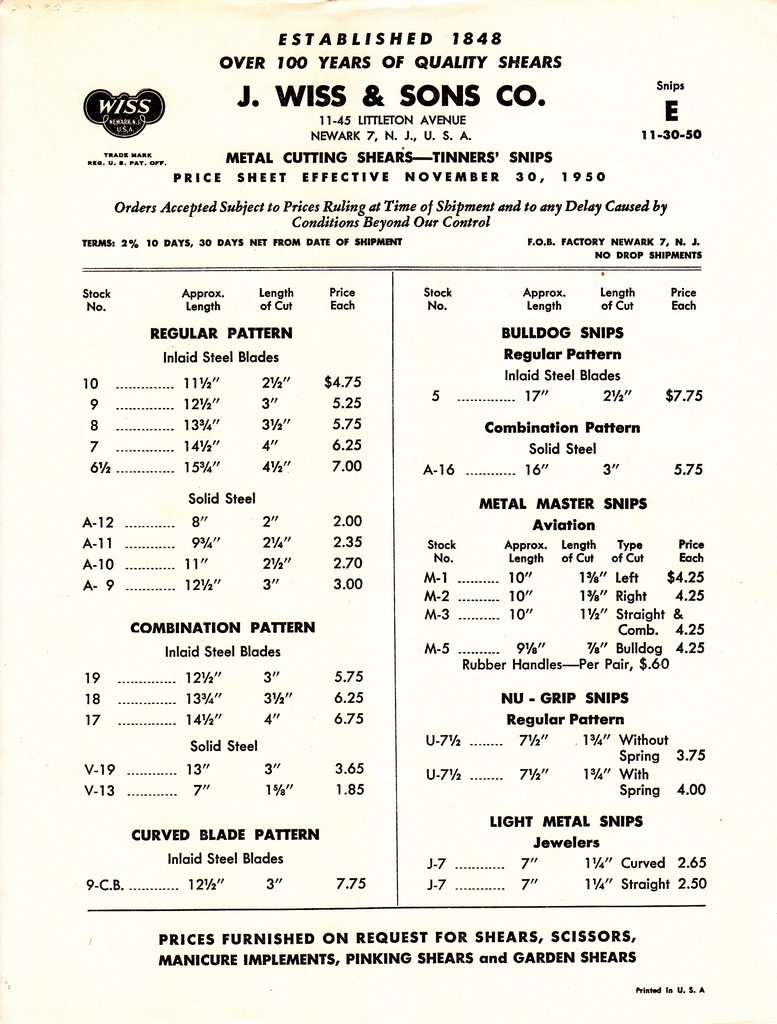 ESTABLISHED 1848
OVER 100 YEARS OF QUALITY SHEARS
J. WISS & SONS CO.
11-45 LITTLETON AVENUE
NEWARK 7, N. J., U. S. A.
WISS
NEWARK, N.J.
U.S.A.
TRADE MARK
REG. U. S. PAT. OFF.
Snips
E
11-30-50
METAL CUTTING SHEARS—TINNERS' SNIPS
PRICE SHEET EFFECTIVE NOVEMBER 30, 1950
Orders Accepted Subject to Prices Ruling at Time of Shipment and to any Delay Caused by
Conditions Beyond Our Control
TERMS: 2% 10 DAYS, 30 DAYS NET FROM DATE OF SHIPMENT
F.O.B. FACTORY NEWARK 7, N. J.
NO DROP SHIPMENTS
Stock Approx. Length Price
No. Length of Cut Each
REGULAR PATTERN
Inlaid Steel Blades
10 .............. 11½" 2½" $4.75
9 .............. 12½" 3" 5.25
8 .............. 13¾" 3½" 5.75
7 .............. 14½" 4" 6.25
6½ .............. 15¾" 4½" 7.00
Solid Steel
A-12 ............ 8" 2" 2.00
A-11 ............ 9¾" 2¼" 2.35
A-10 ............ 11" 2½" 2.70
A- 9 ............ 12½" 3" 3.00
COMBINATION PATTERN
Inlaid Steel Blades
19 .............. 12½" 3" 5.75
18 .............. 13¾" 3½" 6.25
17 .............. 14½" 4" 6.75
Solid Steel
V-19 ............ 13" 3" 3.65
V-13 ............ 7" 1⅝" 1.85
CURVED BLADE PATTERN
Inlaid Steel Blades
9-C.B. ............ 12½" 3" 7.75
Stock Approx. Length Price
No. Length of Cut Each
BULLDOG SNIPS
Regular Pattern
Inlaid Steel Blades
5 .............. 17" 2½" $7.75
Combination Pattern
Solid Steel
A-16 ............ 16" 3" 5.75
METAL MASTER SNIPS
Aviation
Stock Approx. Length Type Price
No. Length of Cut of Cut Each
M-1 .......... 10" 1⅜" Left $4.25
M-2 .......... 10" 1⅜" Right 4.25
M-3 .......... 10" 1½" Straight &
Comb. 4.25
M-5 .......... 9⅛" ⅞" Bulldog 4.25
Rubber Handles—Per Pair, $.60
NU - GRIP SNIPS
Regular Pattern
U-7½ ........ 7½" 1¾" Without
Spring 3.75
U-7½ ........ 7½" 1¾" With
Spring 4.00
LIGHT METAL SNIPS
Jewelers
J-7 ............ 7" 1¼" Curved 2.65
J-7 ............ 7" 1¼" Straight 2.50
PRICES FURNISHED ON REQUEST FOR SHEARS, SCISSORS,
MANICURE IMPLEMENTS, PINKING SHEARS and GARDEN SHEARS
Printed in U. S. A